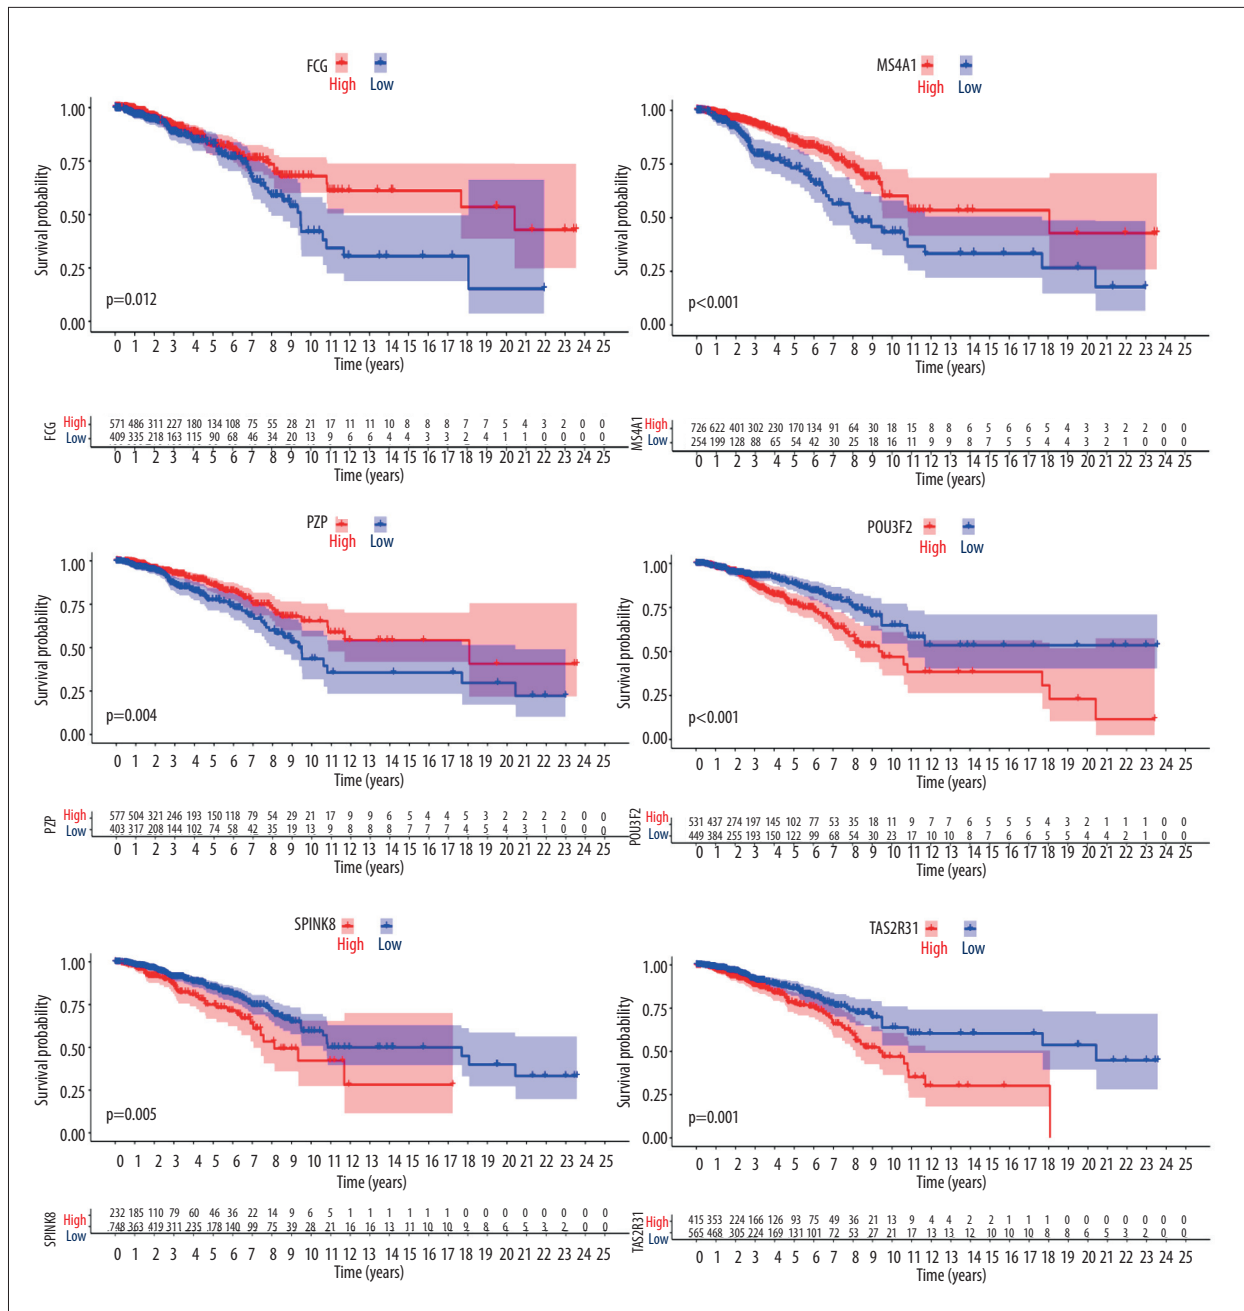 FCG
High Low
1.00
0.75
0.50
0.25
0.00
Survival probability
p=0.012
0 1 2 3 4 5 6 7 8 9 10 11 12 13 14 15 16 17 18 19 20 21 22 23 24 25
Time (years)
FCG
High 571 486 311 227 180 134 108 75 55 28 21 17 11 11 10 8 8 8 7 7 5 4 3 2 0 0
Low 409 335 218 163 115 90 68 46 34 20 13 9 6 6 4 4 3 3 2 4 1 1 0 0 0 0
0 1 2 3 4 5 6 7 8 9 10 11 12 13 14 15 16 17 18 19 20 21 22 23 24 25
Time (years)
MS4A1
High Low
1.00
0.75
0.50
0.25
0.00
Survival probability
p<0.001
0 1 2 3 4 5 6 7 8 9 10 11 12 13 14 15 16 17 18 19 20 21 22 23 24 25
Time (years)
MS4A1
High 726 622 401 302 230 170 134 91 64 30 18 15 8 8 6 5 6 6 5 4 3 3 2 2 0 0
Low 254 199 128 88 65 54 42 30 25 18 16 11 9 9 8 7 5 5 4 4 3 2 1 0 0 0
0 1 2 3 4 5 6 7 8 9 10 11 12 13 14 15 16 17 18 19 20 21 22 23 24 25
Time (years)
PZP
High Low
1.00
0.75
0.50
0.25
0.00
Survival probability
p=0.004
0 1 2 3 4 5 6 7 8 9 10 11 12 13 14 15 16 17 18 19 20 21 22 23 24 25
Time (years)
PZP
High 577 504 321 246 193 150 118 79 54 29 21 17 9 9 6 5 4 4 5 3 2 2 2 2 0 0
Low 403 317 208 144 102 74 58 42 35 19 13 9 8 8 8 7 7 7 4 5 4 3 1 0 0 0
0 1 2 3 4 5 6 7 8 9 10 11 12 13 14 15 16 17 18 19 20 21 22 23 24 25
Time (years)
POU3F2
High Low
1.00
0.75
0.50
0.25
0.00
Survival probability
p<0.001
0 1 2 3 4 5 6 7 8 9 10 11 12 13 14 15 16 17 18 19 20 21 22 23 24 25
Time (years)
POU3F2
High 531 437 274 197 145 102 77 53 35 18 11 9 7 7 6 5 5 5 4 3 2 1 1 1 0 0
Low 449 384 255 193 150 122 99 68 54 30 23 17 10 10 8 7 6 6 5 5 4 4 2 1 0 0
0 1 2 3 4 5 6 7 8 9 10 11 12 13 14 15 16 17 18 19 20 21 22 23 24 25
Time (years)
SPINK8
High Low
1.00
0.75
0.50
0.25
0.00
Survival probability
p=0.005
0 1 2 3 4 5 6 7 8 9 10 11 12 13 14 15 16 17 18 19 20 21 22 23 24 25
Time (years)
SPINK8
High 232 185 110 79 60 46 36 22 14 9 6 5 1 1 1 1 1 1 0 0 0 0 0 0 0 0
Low 748 363 419 311 235 178 140 99 75 39 28 21 16 16 13 11 10 10 9 8 6 5 3 2 0 0
0 1 2 3 4 5 6 7 8 9 10 11 12 13 14 15 16 17 18 19 20 21 22 23 24 25
Time (years)
TAS2R31
High Low
1.00
0.75
0.50
0.25
0.00
Survival probability
p=0.001
0 1 2 3 4 5 6 7 8 9 10 11 12 13 14 15 16 17 18 19 20 21 22 23 24 25
Time (years)
TAS2R31
High 415 353 224 166 126 93 75 49 36 21 13 9 4 4 2 2 1 1 1 0 0 0 0 0 0 0
Low 565 468 305 224 169 131 101 72 53 27 21 17 13 13 12 10 10 10 8 8 6 5 3 2 0 0
0 1 2 3 4 5 6 7 8 9 10 11 12 13 14 15 16 17 18 19 20 21 22 23 24 25
Time (years)